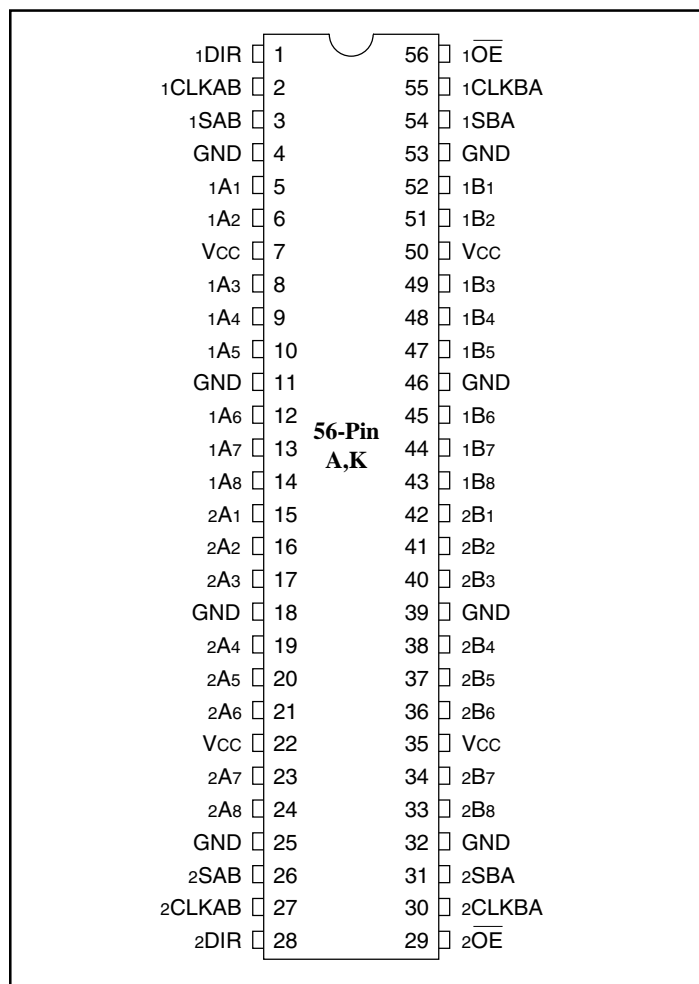 1DIR 1 56 1O̅E̅
1CLKAB 2 55 1CLKBA
1SAB 3 54 1SBA
GND 4 53 GND
1A1 5 52 1B1
1A2 6 51 1B2
VCC 7 50 VCC
1A3 8 49 1B3
1A4 9 48 1B4
1A5 10 47 1B5
GND 11 46 GND
1A6 12 45 1B6
56-Pin
1A7 13 44 1B7
A,K
1A8 14 43 1B8
2A1 15 42 2B1
2A2 16 41 2B2
2A3 17 40 2B3
GND 18 39 GND
2A4 19 38 2B4
2A5 20 37 2B5
2A6 21 36 2B6
VCC 22 35 VCC
2A7 23 34 2B7
2A8 24 33 2B8
GND 25 32 GND
2SAB 26 31 2SBA
2CLKAB 27 30 2CLKBA
2DIR 28 29 2O̅E̅